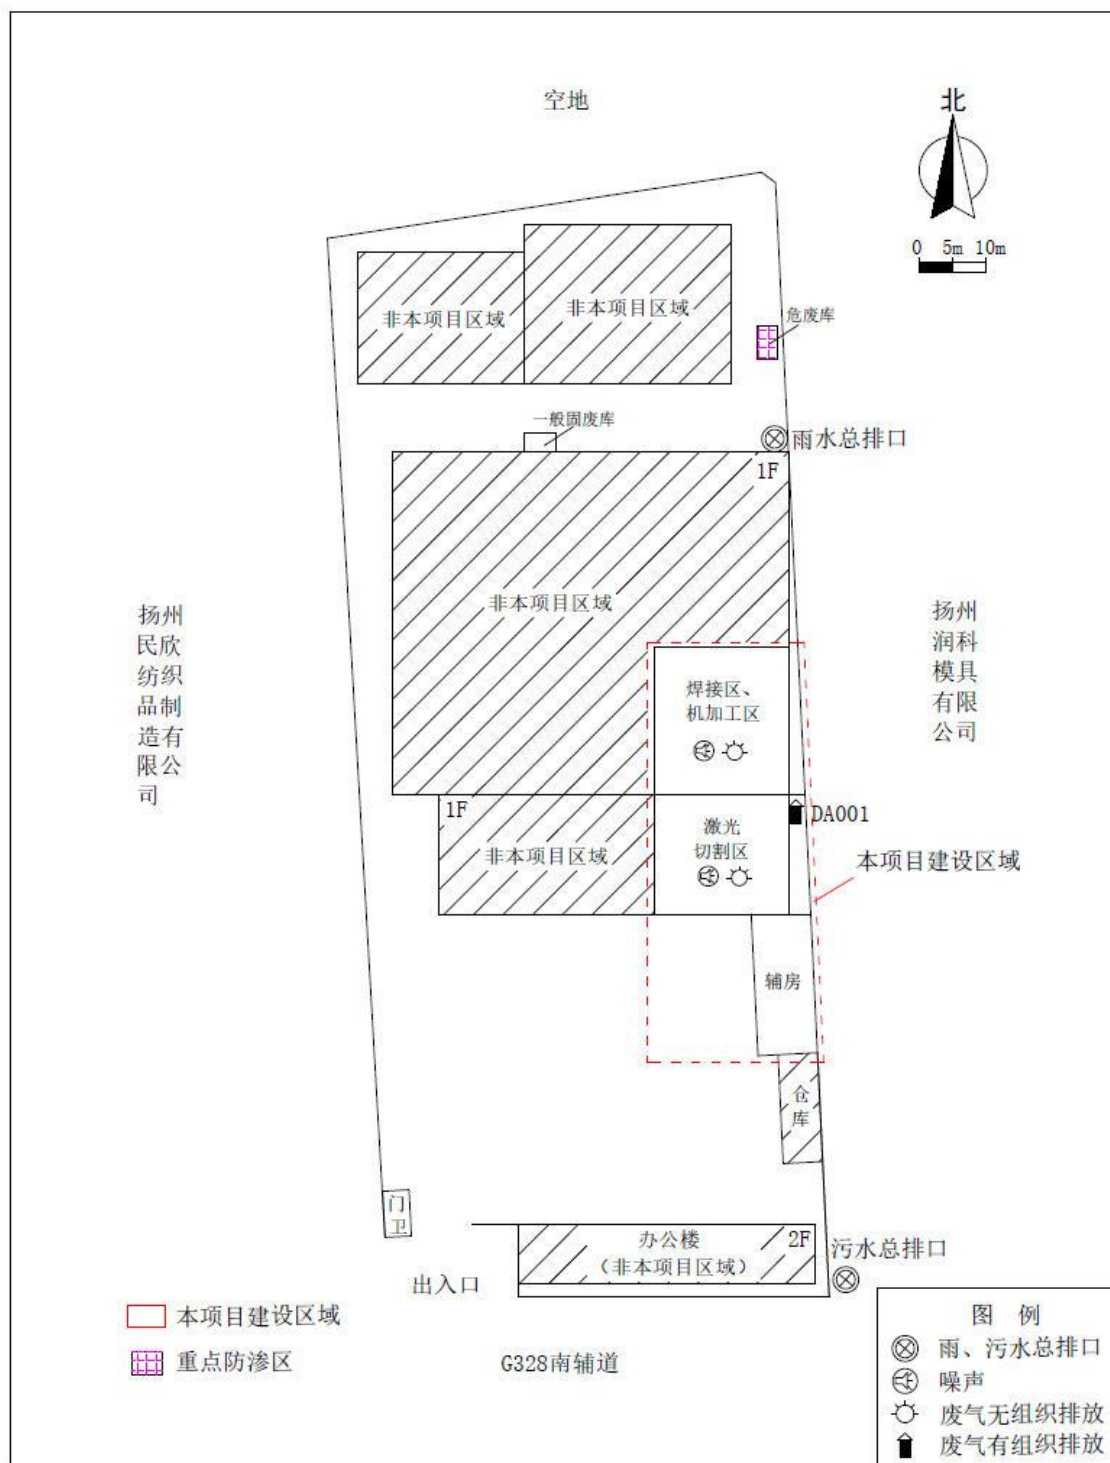 空地
北
0 5m 10m
非本项目区域
非本项目区域
危废库
一般固废库
雨水总排口
1F
非本项目区域
扬州
民欣
纺织
品制
造有
限公
司
扬州
润科
模具
有限
公司
焊接区、
机加工区
1F
非本项目区域
激光
切割区
DA001
本项目建设区域
辅房
仓
库
门
卫
办公楼
（非本项目区域）
2F
污水总排口
出入口
本项目建设区域
重点防渗区
G328南辅道
图 例
雨、污水总排口
噪声
废气无组织排放
废气有组织排放